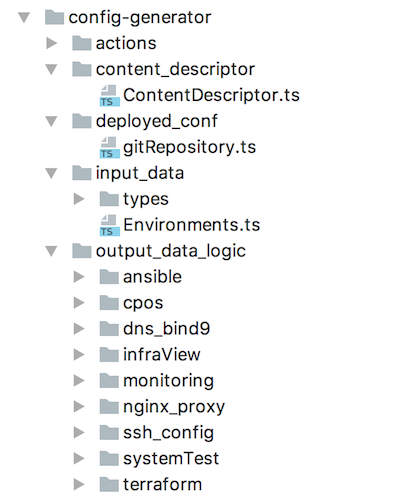 config-generator
actions
content_descriptor
TS ContentDescriptor.ts
deployed_conf
TS gitRepository.ts
input_data
types
TS Environments.ts
output_data_logic
ansible
cpos
dns_bind9
infraView
monitoring
nginx_proxy
ssh_config
systemTest
terraform